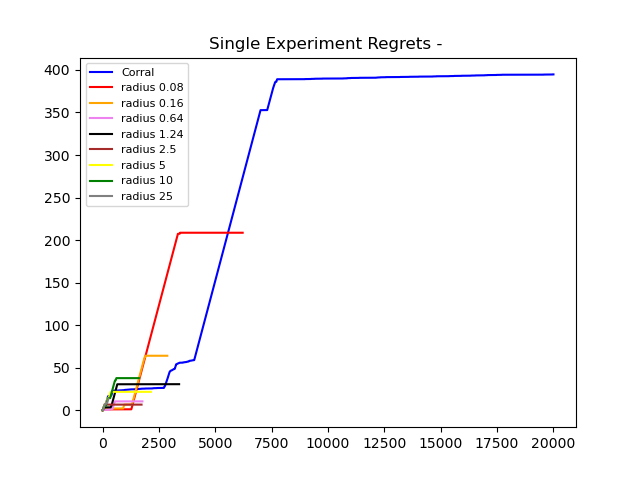 Single Experiment Regrets -
400
350
300
250
200
150
100
50
0
Corral
radius 0.08
radius 0.16
radius 0.64
radius 1.24
radius 2.5
radius 5
radius 10
radius 25
0 2500 5000 7500 10000 12500 15000 17500 20000